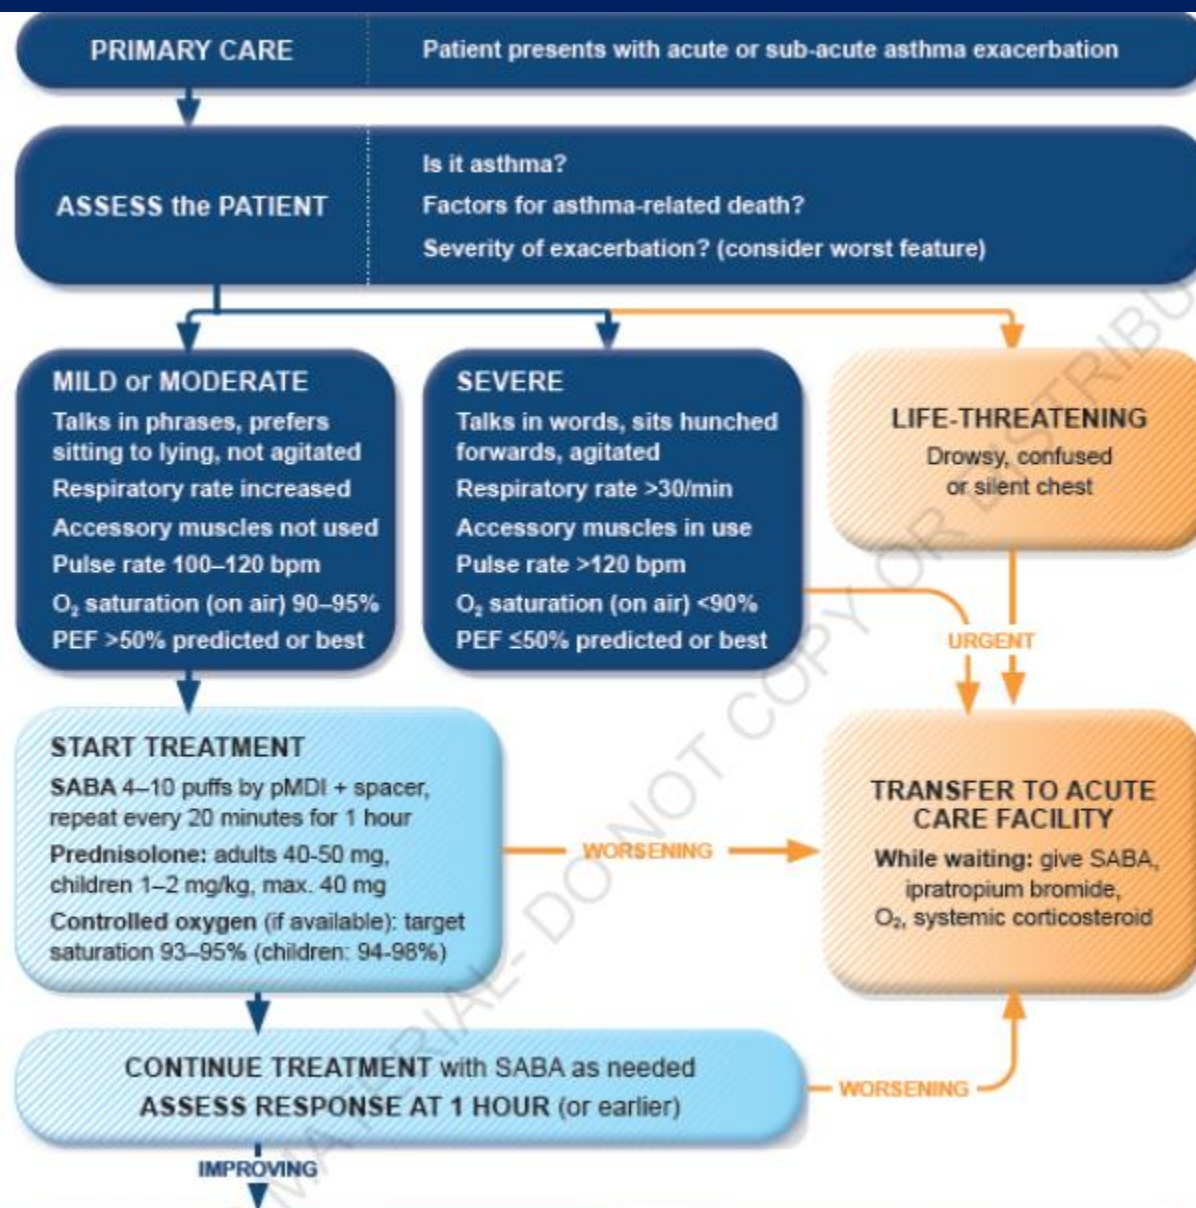 PRIMARY CARE
Patient presents with acute or sub-acute asthma exacerbation
ASSESS the PATIENT
Is it asthma?
Factors for asthma-related death?
Severity of exacerbation? (consider worst feature)
MILD or MODERATE
Talks in phrases, prefers
sitting to lying, not agitated
Respiratory rate increased
Accessory muscles not used
Pulse rate 100–120 bpm
O₂ saturation (on air) 90–95%
PEF >50% predicted or best
SEVERE
Talks in words, sits hunched
forwards, agitated
Respiratory rate >30/min
Accessory muscles in use
Pulse rate >120 bpm
O₂ saturation (on air) <90%
PEF ≤50% predicted or best
LIFE-THREATENING
Drowsy, confused
or silent chest
URGENT
START TREATMENT
SABA 4–10 puffs by pMDI + spacer,
repeat every 20 minutes for 1 hour
Prednisolone: adults 40-50 mg,
children 1–2 mg/kg, max. 40 mg
Controlled oxygen (if available): target
saturation 93–95% (children: 94-98%)
WORSENING
TRANSFER TO ACUTE
CARE FACILITY
While waiting: give SABA,
ipratropium bromide,
O₂, systemic corticosteroid
CONTINUE TREATMENT with SABA as needed
ASSESS RESPONSE AT 1 HOUR (or earlier)
WORSENING
IMPROVING
MATERIAL- DO NOT COPY OR DISTRIBU